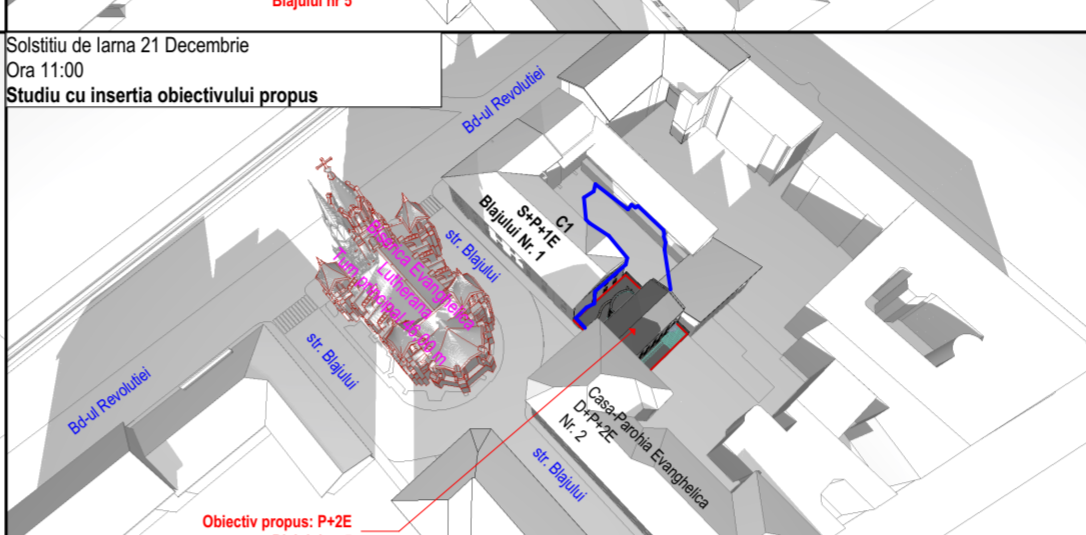 Blajului nr 5
Solstitiu de Iarna 21 Decembrie
Ora 11:00
Studiu cu insertia obiectivului propus
Bd-ul Revolutiei
C1
S+P+1E
Blajului Nr. 1
str. Blajului
Biserica Evanghelica
Lutherana
Turn principal
m
str. Blajului
Bd-ul Revolutiei
Casa-Parohia Evanghelica
D+P+2E
Nr. 2
str. Blajului
Obiectiv propus: P+2E